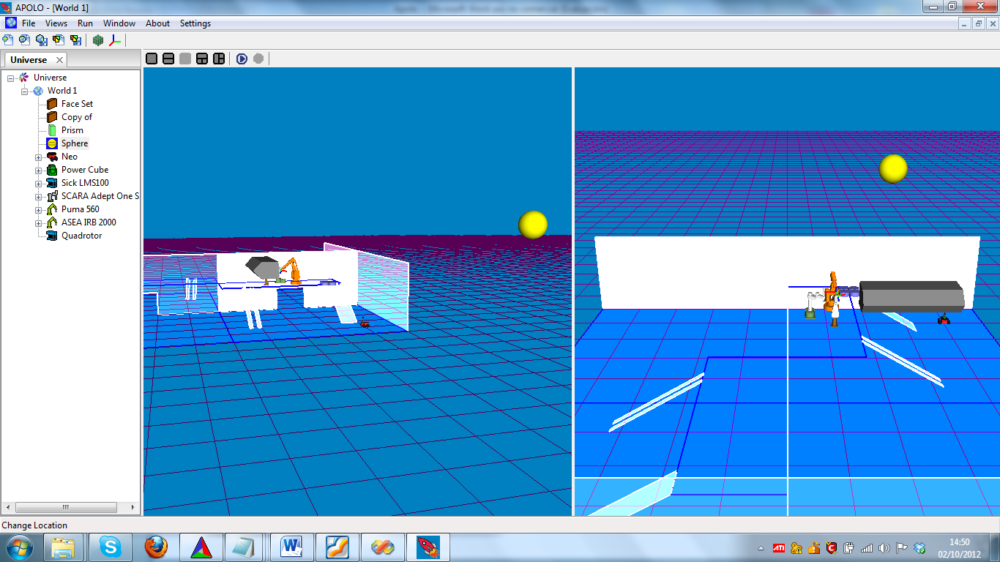 APOLO - [World 1]
File Views Run Window About Settings
Universe
Universe
World 1
Face Set
Copy of
Prism
Sphere
Neo
Power Cube
Sick LMS100
SCARA Adept One S
Puma 560
ASEA IRB 2000
Quadrotor
Change Location
ATI
14:50
02/10/2012